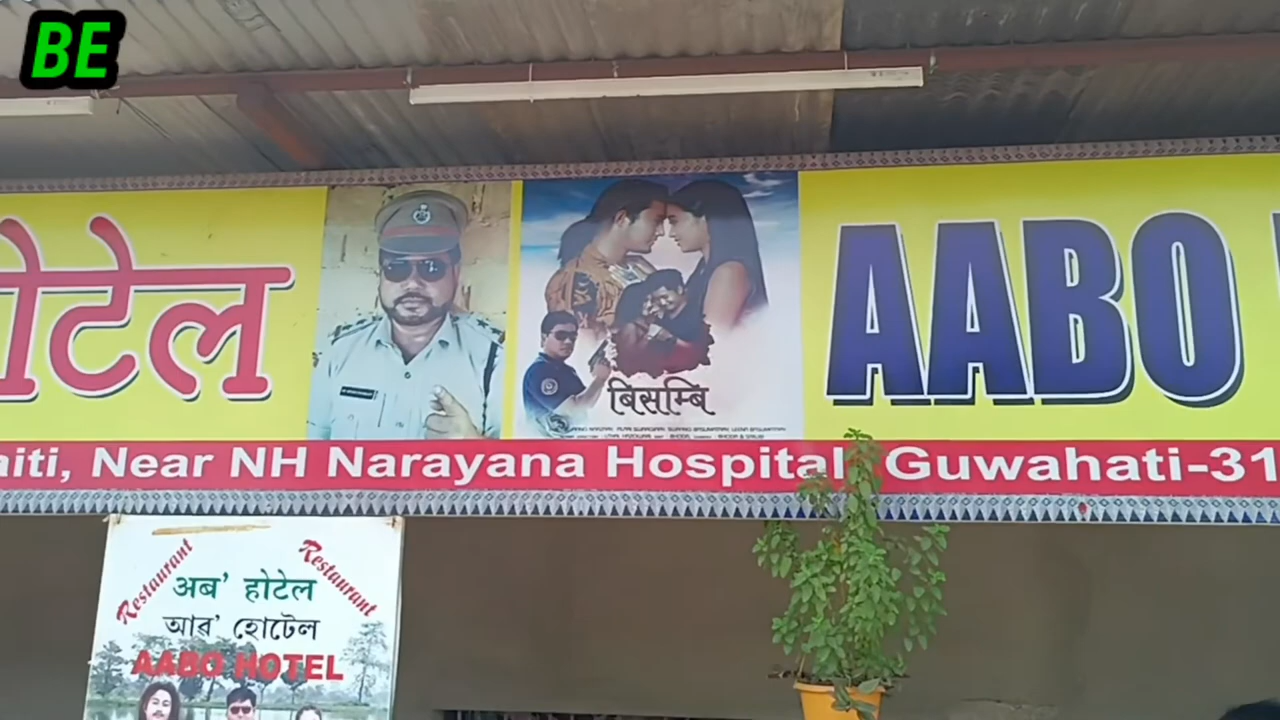 BE
होटेल
AABO
बिसम्बि
aiti, Near NH Narayana Hospital, Guwahati-31
Restaurant
Restaurant
अब' होटेल
আব' হোটেল
AABO HOTEL